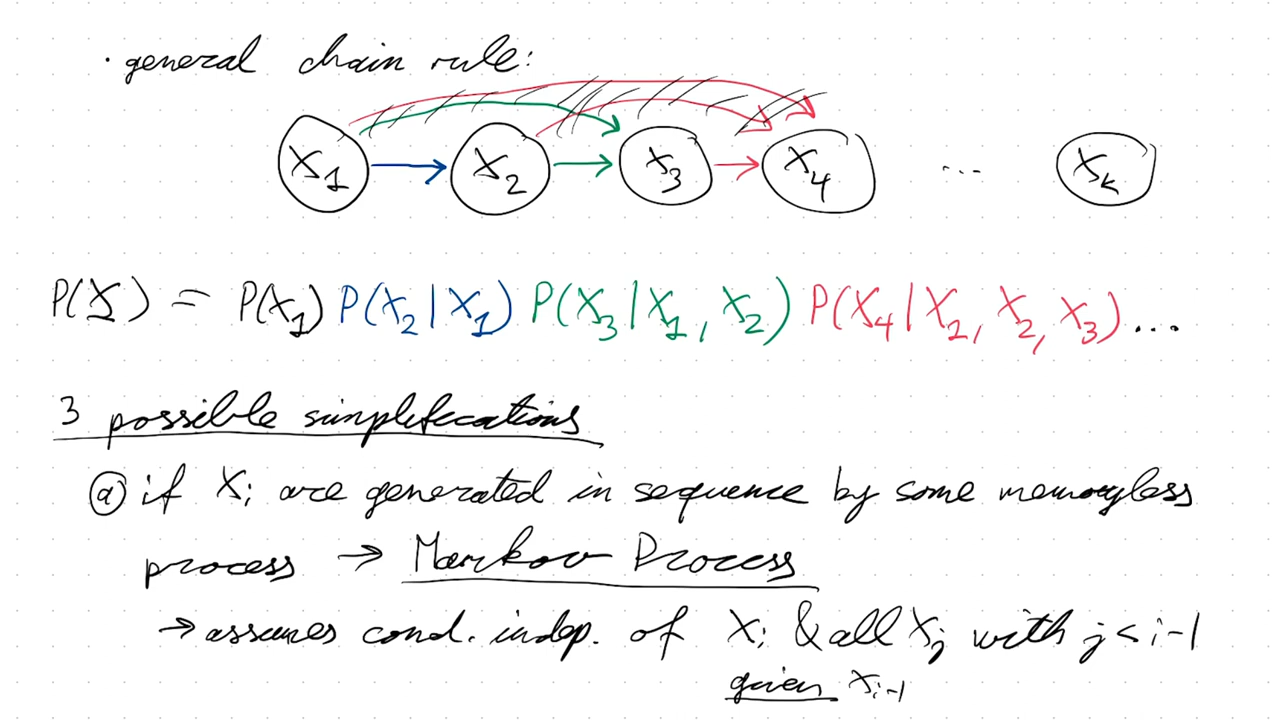 · general chain rule:
X₁ X₂ X₃ X₄ ... Xₖ
P(X) = P(X₁) P(X₂|X₁) P(X₃|X₁, X₂) P(X₄|X₁, X₂, X₃) ...
3 possible simplifications
ⓐ if Xᵢ are generated in sequence by some memoryless
process → Markov Process
→ assumes cond. indep. of Xᵢ & all Xⱼ with j < i-1
given Xᵢ₋₁